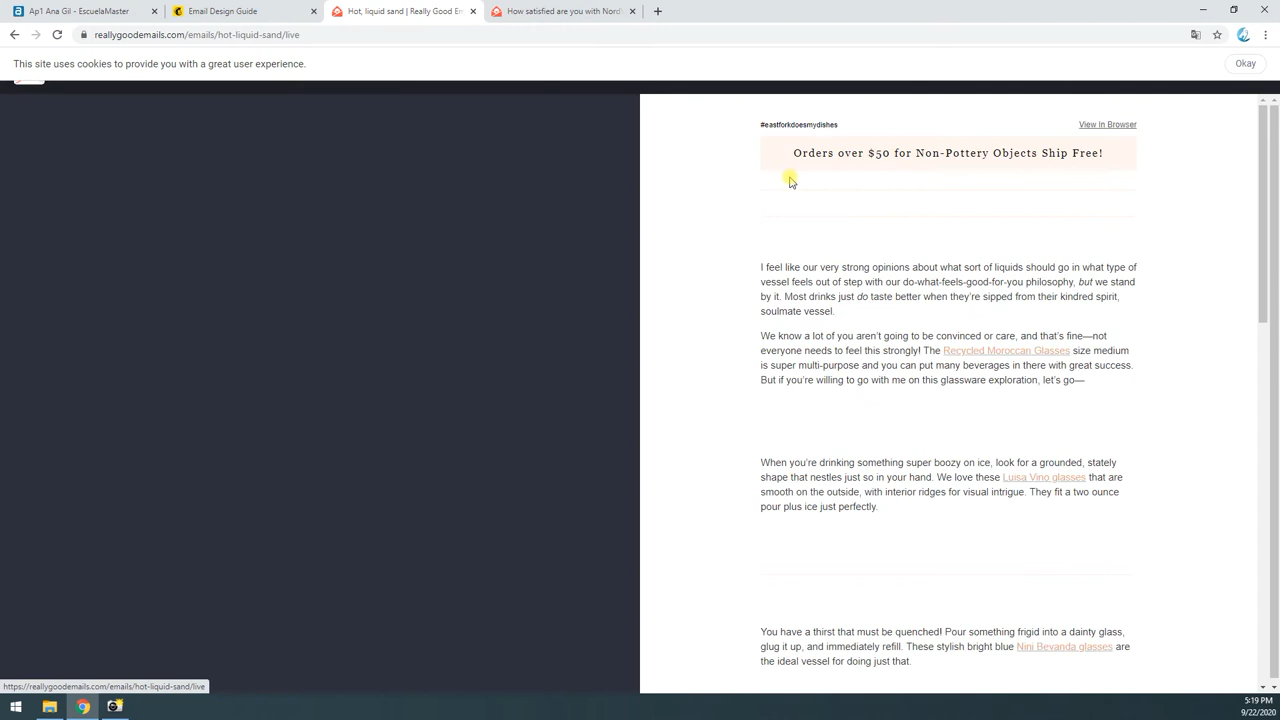 Ap1 Ana Gil - EscuelaMaster
Email Design Guide
Hot, liquid sand | Really Good Em
How satisfied are you with Nord
reallygoodemails.com/emails/hot-liquid-sand/live
This site uses cookies to provide you with a great user experience.
Okay
#eastforkdoesmydishes
View In Browser
Orders over $50 for Non-Pottery Objects Ship Free!
I feel like our very strong opinions about what sort of liquids should go in what type of
vessel feels out of step with our do-what-feels-good-for-you philosophy, but we stand
by it. Most drinks just do taste better when they're sipped from their kindred spirit,
soulmate vessel.
We know a lot of you aren't going to be convinced or care, and that's fine—not
everyone needs to feel this strongly! The Recycled Moroccan Glasses size medium
is super multi-purpose and you can put many beverages in there with great success.
But if you're willing to go with me on this glassware exploration, let's go—
When you're drinking something super boozy on ice, look for a grounded, stately
shape that nestles just so in your hand. We love these Luisa Vino glasses that are
smooth on the outside, with interior ridges for visual intrigue. They fit a two ounce
pour plus ice just perfectly.
You have a thirst that must be quenched! Pour something frigid into a dainty glass,
glug it up, and immediately refill. These stylish bright blue Nini Bevanda glasses are
the ideal vessel for doing just that.
https://reallygoodemails.com/emails/hot-liquid-sand/live
5:19 PM
9/22/2020